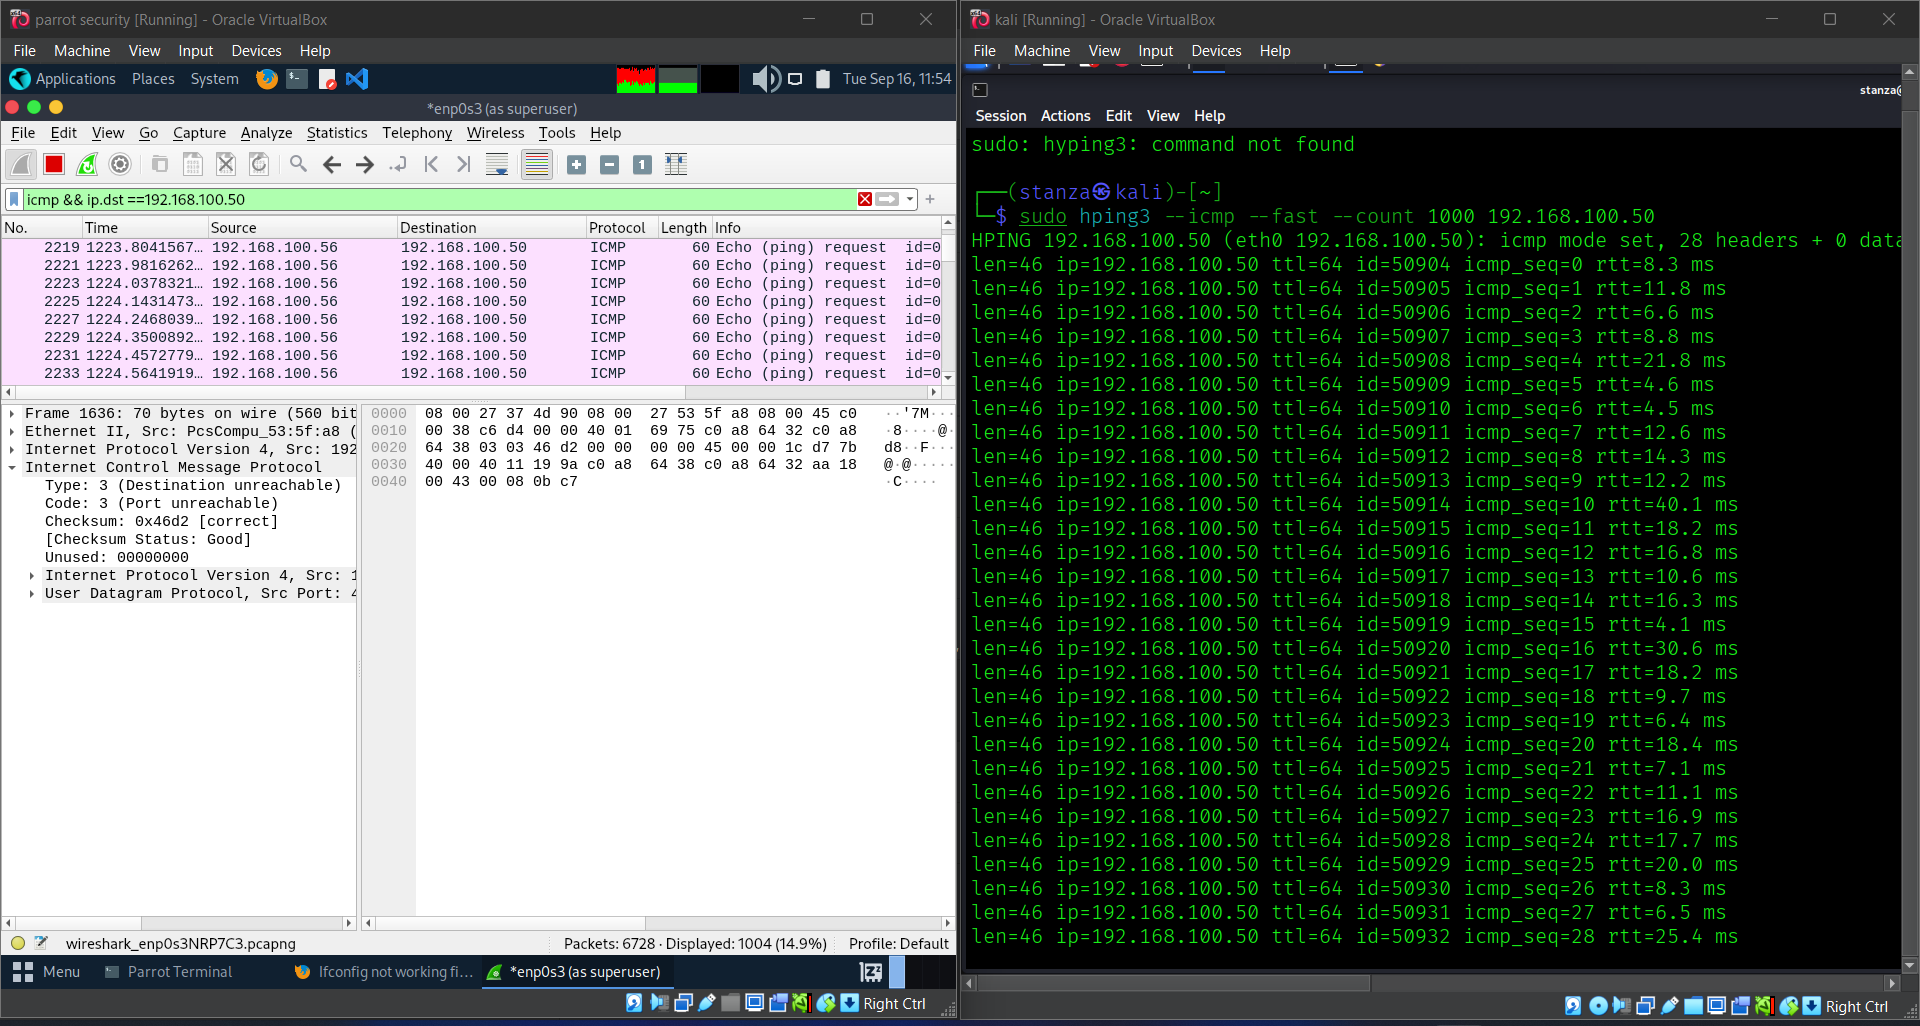 parrot security [Running] - Oracle VirtualBox
File Machine View Input Devices Help
Applications Places System Tue Sep 16, 11:54
*enp0s3 (as superuser)
File Edit View Go Capture Analyze Statistics Telephony Wireless Tools Help
icmp && ip.dst ==192.168.100.50
No. Time Source Destination Protocol Length Info
2219 1223.8041567… 192.168.100.56 192.168.100.50 ICMP 60 Echo (ping) request id=0
2221 1223.9816262… 192.168.100.56 192.168.100.50 ICMP 60 Echo (ping) request id=0
2223 1224.0378321… 192.168.100.56 192.168.100.50 ICMP 60 Echo (ping) request id=0
2225 1224.1431473… 192.168.100.56 192.168.100.50 ICMP 60 Echo (ping) request id=0
2227 1224.2468039… 192.168.100.56 192.168.100.50 ICMP 60 Echo (ping) request id=0
2229 1224.3500892… 192.168.100.56 192.168.100.50 ICMP 60 Echo (ping) request id=0
2231 1224.4572779… 192.168.100.56 192.168.100.50 ICMP 60 Echo (ping) request id=0
2233 1224.5641919… 192.168.100.56 192.168.100.50 ICMP 60 Echo (ping) request id=0
Frame 1636: 70 bytes on wire (560 bit
Ethernet II, Src: PcsCompu_53:5f:a8 (
Internet Protocol Version 4, Src: 192
Internet Control Message Protocol
Type: 3 (Destination unreachable)
Code: 3 (Port unreachable)
Checksum: 0x46d2 [correct]
[Checksum Status: Good]
Unused: 00000000
Internet Protocol Version 4, Src: 1
User Datagram Protocol, Src Port: 4
0000 08 00 27 37 4d 90 08 00 27 53 5f a8 08 00 45 c0 ··'7M···
0010 00 38 c6 d4 00 00 40 01 69 75 c0 a8 64 32 c0 a8 ·8····@·
0020 64 38 03 03 46 d2 00 00 00 00 45 00 00 1c d7 7b d8··F···
0030 40 00 40 11 19 9a c0 a8 64 38 c0 a8 64 32 aa 18 @·@·····
0040 00 43 00 08 0b c7 ·C····
wireshark_enp0s3NRP7C3.pcapng Packets: 6728 · Displayed: 1004 (14.9%) Profile: Default
Menu Parrot Terminal Ifconfig not working fi… *enp0s3 (as superuser)
Right Ctrl
kali [Running] - Oracle VirtualBox
File Machine View Input Devices Help
stanza@
Session Actions Edit View Help
sudo: hyping3: command not found
┌──(stanza㉿kali)-[~]
└─$ sudo hping3 --icmp --fast --count 1000 192.168.100.50
HPING 192.168.100.50 (eth0 192.168.100.50): icmp mode set, 28 headers + 0 data
len=46 ip=192.168.100.50 ttl=64 id=50904 icmp_seq=0 rtt=8.3 ms
len=46 ip=192.168.100.50 ttl=64 id=50905 icmp_seq=1 rtt=11.8 ms
len=46 ip=192.168.100.50 ttl=64 id=50906 icmp_seq=2 rtt=6.6 ms
len=46 ip=192.168.100.50 ttl=64 id=50907 icmp_seq=3 rtt=8.8 ms
len=46 ip=192.168.100.50 ttl=64 id=50908 icmp_seq=4 rtt=21.8 ms
len=46 ip=192.168.100.50 ttl=64 id=50909 icmp_seq=5 rtt=4.6 ms
len=46 ip=192.168.100.50 ttl=64 id=50910 icmp_seq=6 rtt=4.5 ms
len=46 ip=192.168.100.50 ttl=64 id=50911 icmp_seq=7 rtt=12.6 ms
len=46 ip=192.168.100.50 ttl=64 id=50912 icmp_seq=8 rtt=14.3 ms
len=46 ip=192.168.100.50 ttl=64 id=50913 icmp_seq=9 rtt=12.2 ms
len=46 ip=192.168.100.50 ttl=64 id=50914 icmp_seq=10 rtt=40.1 ms
len=46 ip=192.168.100.50 ttl=64 id=50915 icmp_seq=11 rtt=18.2 ms
len=46 ip=192.168.100.50 ttl=64 id=50916 icmp_seq=12 rtt=16.8 ms
len=46 ip=192.168.100.50 ttl=64 id=50917 icmp_seq=13 rtt=10.6 ms
len=46 ip=192.168.100.50 ttl=64 id=50918 icmp_seq=14 rtt=16.3 ms
len=46 ip=192.168.100.50 ttl=64 id=50919 icmp_seq=15 rtt=4.1 ms
len=46 ip=192.168.100.50 ttl=64 id=50920 icmp_seq=16 rtt=30.6 ms
len=46 ip=192.168.100.50 ttl=64 id=50921 icmp_seq=17 rtt=18.2 ms
len=46 ip=192.168.100.50 ttl=64 id=50922 icmp_seq=18 rtt=9.7 ms
len=46 ip=192.168.100.50 ttl=64 id=50923 icmp_seq=19 rtt=6.4 ms
len=46 ip=192.168.100.50 ttl=64 id=50924 icmp_seq=20 rtt=18.4 ms
len=46 ip=192.168.100.50 ttl=64 id=50925 icmp_seq=21 rtt=7.1 ms
len=46 ip=192.168.100.50 ttl=64 id=50926 icmp_seq=22 rtt=11.1 ms
len=46 ip=192.168.100.50 ttl=64 id=50927 icmp_seq=23 rtt=16.9 ms
len=46 ip=192.168.100.50 ttl=64 id=50928 icmp_seq=24 rtt=17.7 ms
len=46 ip=192.168.100.50 ttl=64 id=50929 icmp_seq=25 rtt=20.0 ms
len=46 ip=192.168.100.50 ttl=64 id=50930 icmp_seq=26 rtt=8.3 ms
len=46 ip=192.168.100.50 ttl=64 id=50931 icmp_seq=27 rtt=6.5 ms
len=46 ip=192.168.100.50 ttl=64 id=50932 icmp_seq=28 rtt=25.4 ms
Right Ctrl